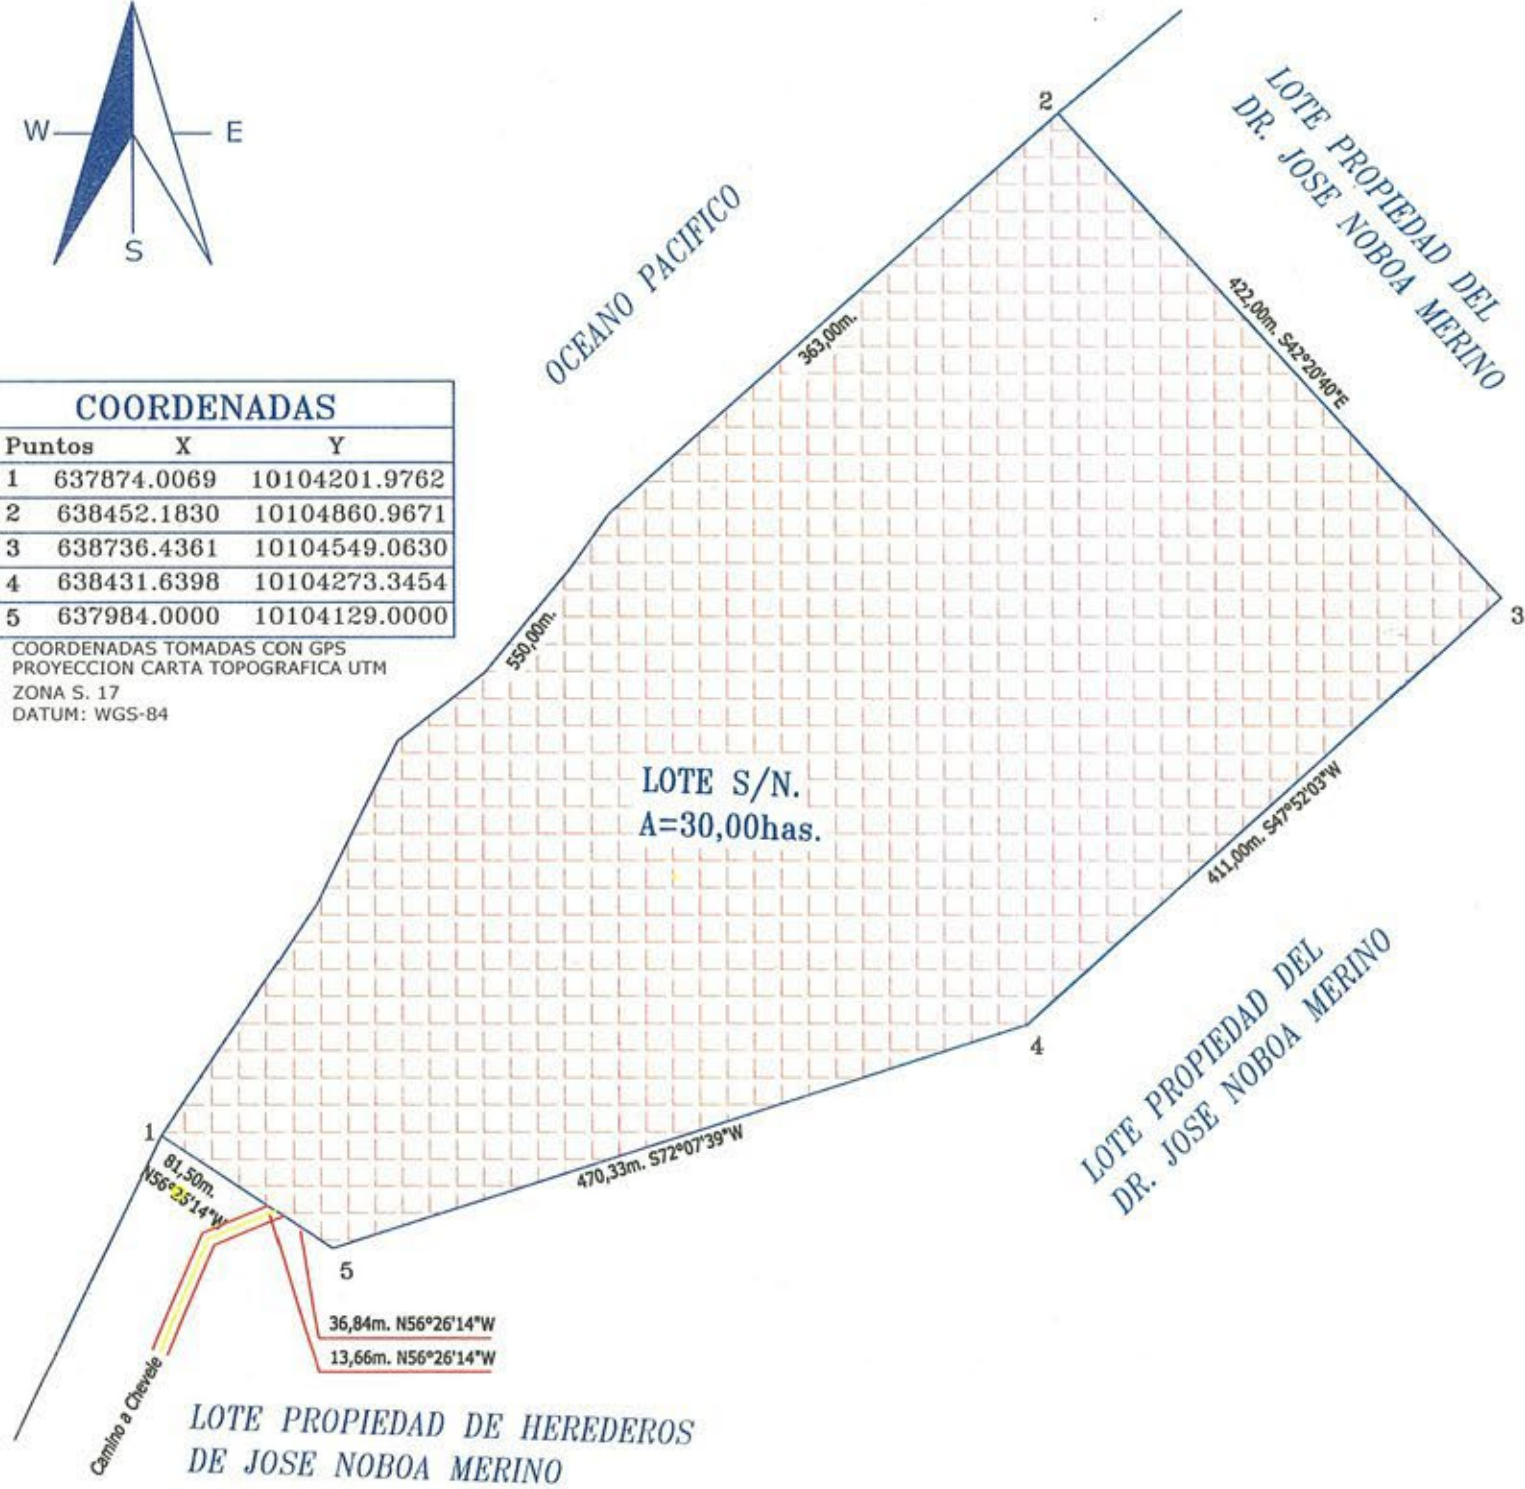 W E
S
COORDENADAS
Puntos X Y
1 637874.0069 10104201.9762
2 638452.1830 10104860.9671
3 638736.4361 10104549.0630
4 638431.6398 10104273.3454
5 637984.0000 10104129.0000
COORDENADAS TOMADAS CON GPS
PROYECCION CARTA TOPOGRAFICA UTM
ZONA S. 17
DATUM: WGS-84
OCEANO PACIFICO
2
LOTE PROPIEDAD DEL
DR. JOSE NOBOA MERINO
363,00m.
422,00m. S42°20'40"E
550,00m.
3
LOTE S/N.
A=30,00has.
411,00m. S47°52'03"W
4
LOTE PROPIEDAD DEL
DR. JOSE NOBOA MERINO
1
81,50m.
N56°25'14"W
470,33m. S72°07'39"W
5
36,84m. N56°26'14"W
13,66m. N56°26'14"W
Camino a Chevele
LOTE PROPIEDAD DE HEREDEROS
DE JOSE NOBOA MERINO